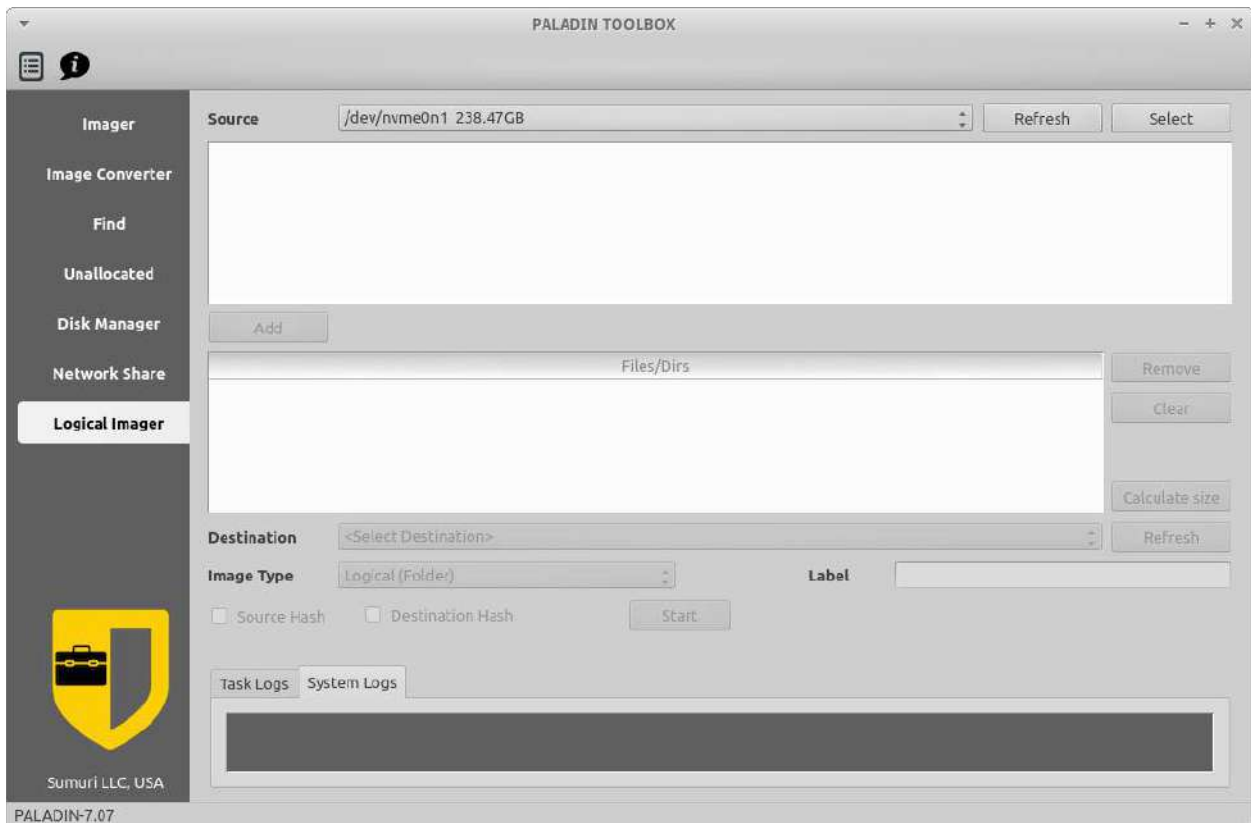 PALADIN TOOLBOX
Imager
Image Converter
Find
Unallocated
Disk Manager
Network Share
Logical Imager
Sumuri LLC, USA
Source
/dev/nvme0n1 238.47GB
Refresh
Select
Add
Files/Dirs
Remove
Clear
Calculate size
Destination
<Select Destination>
Refresh
Image Type
Logical (Folder)
Label
Source Hash
Destination Hash
Start
Task Logs
System Logs
PALADIN-7.07